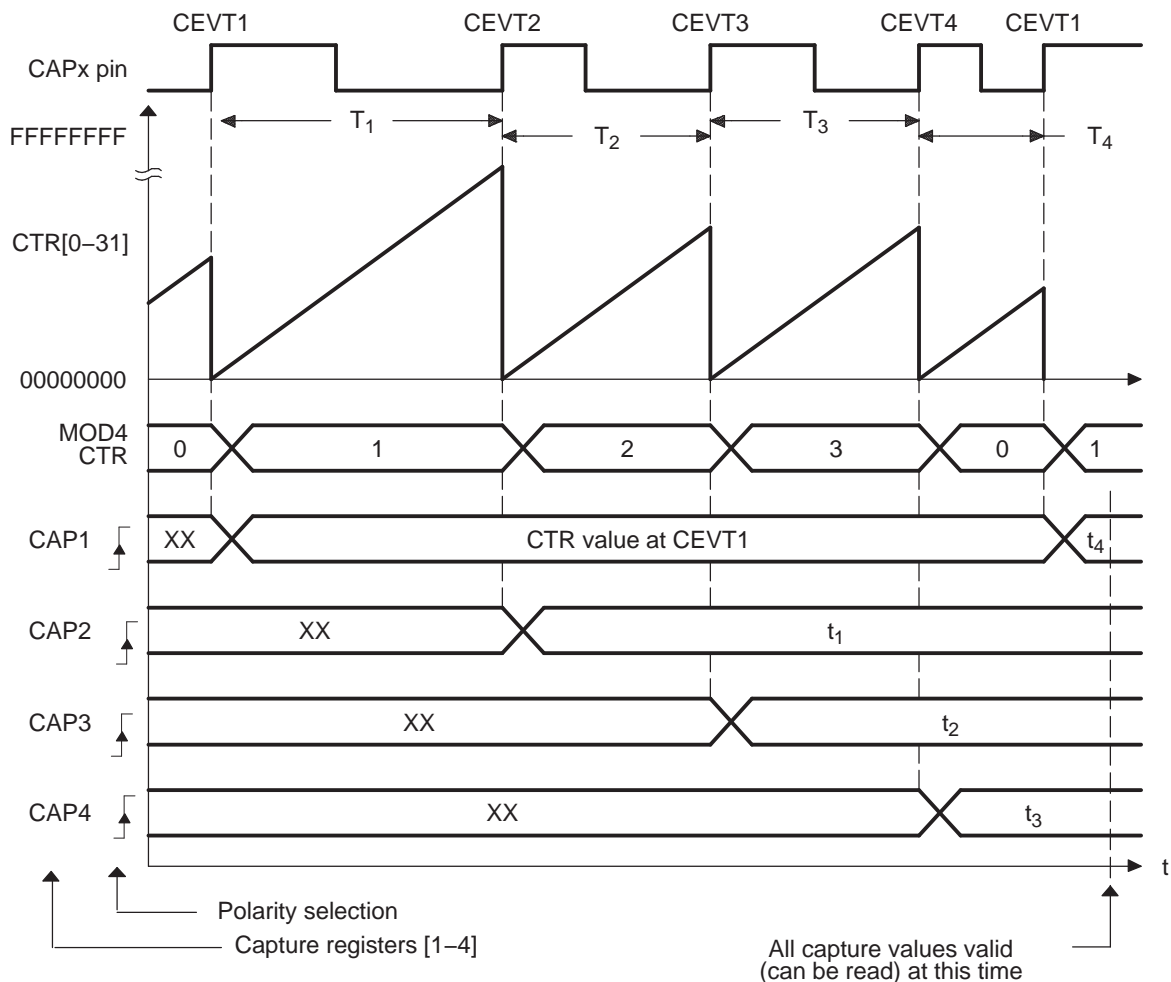 CEVT1 CEVT2 CEVT3 CEVT4 CEVT1
CAPx pin
T1 T2 T3 T4
FFFFFFFF
CTR[0−31]
00000000
MOD4
CTR
0 1 2 3 0 1
CAP1 XX CTR value at CEVT1 t4
CAP2 XX t1
CAP3 XX t2
CAP4 XX t3
t
Polarity selection
Capture registers [1−4]
All capture values valid
(can be read) at this time